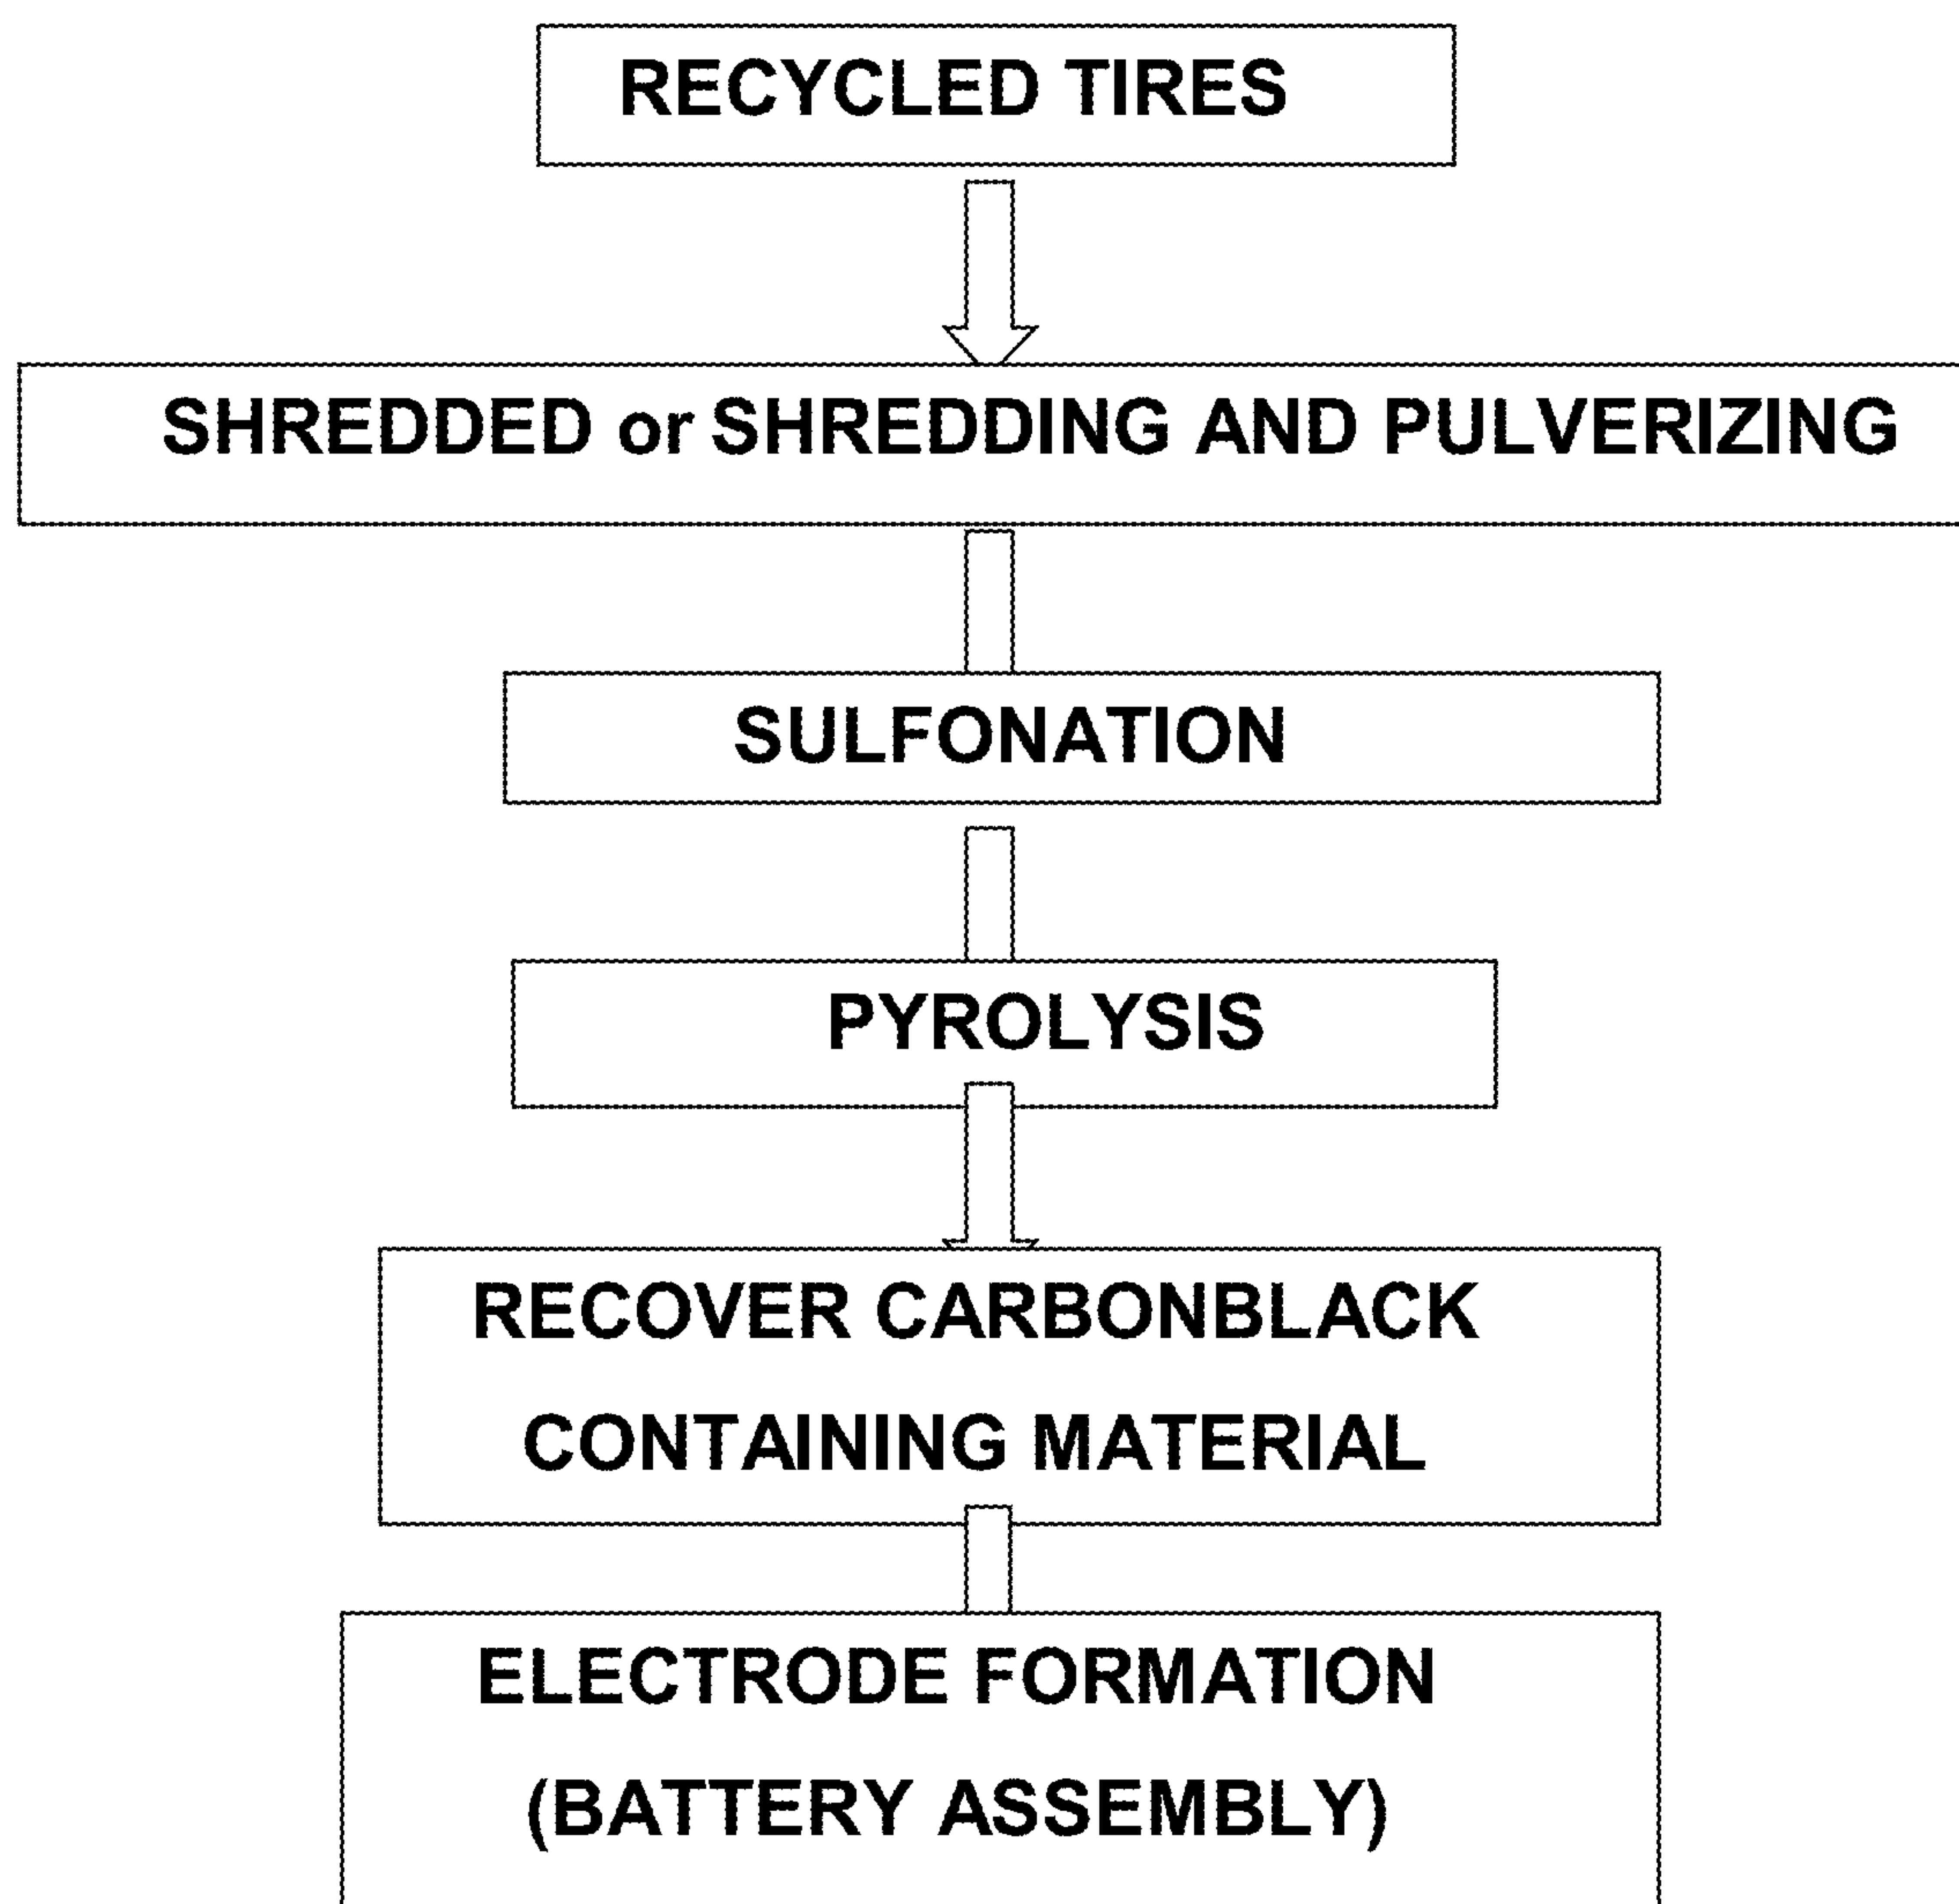 RECYCLED TIRES
SHREDDED or SHREDDING AND PULVERIZING
SULFONATION
PYROLYSIS
RECOVER CARBONBLACK
CONTAINING MATERIAL
ELECTRODE FORMATION
(BATTERY ASSEMBLY)